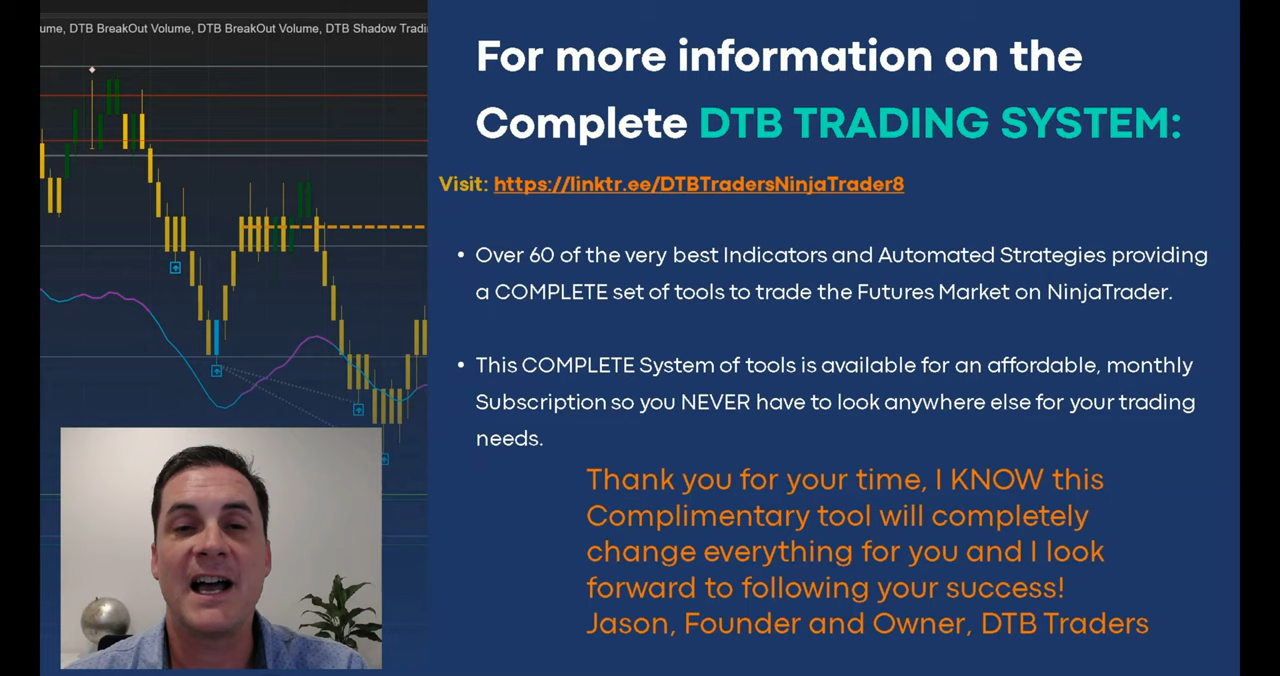 ume, DTB BreakOut Volume, DTB BreakOut Volume, DTB Shadow Tradi
For more information on the
Complete DTB TRADING SYSTEM:
Visit: https://linktr.ee/DTBTradersNinjaTrader8
• Over 60 of the very best Indicators and Automated Strategies providing
a COMPLETE set of tools to trade the Futures Market on NinjaTrader.
• This COMPLETE System of tools is available for an affordable, monthly
Subscription so you NEVER have to look anywhere else for your trading
needs.
Thank you for your time, I KNOW this
Complimentary tool will completely
change everything for you and I look
forward to following your success!
Jason, Founder and Owner, DTB Traders